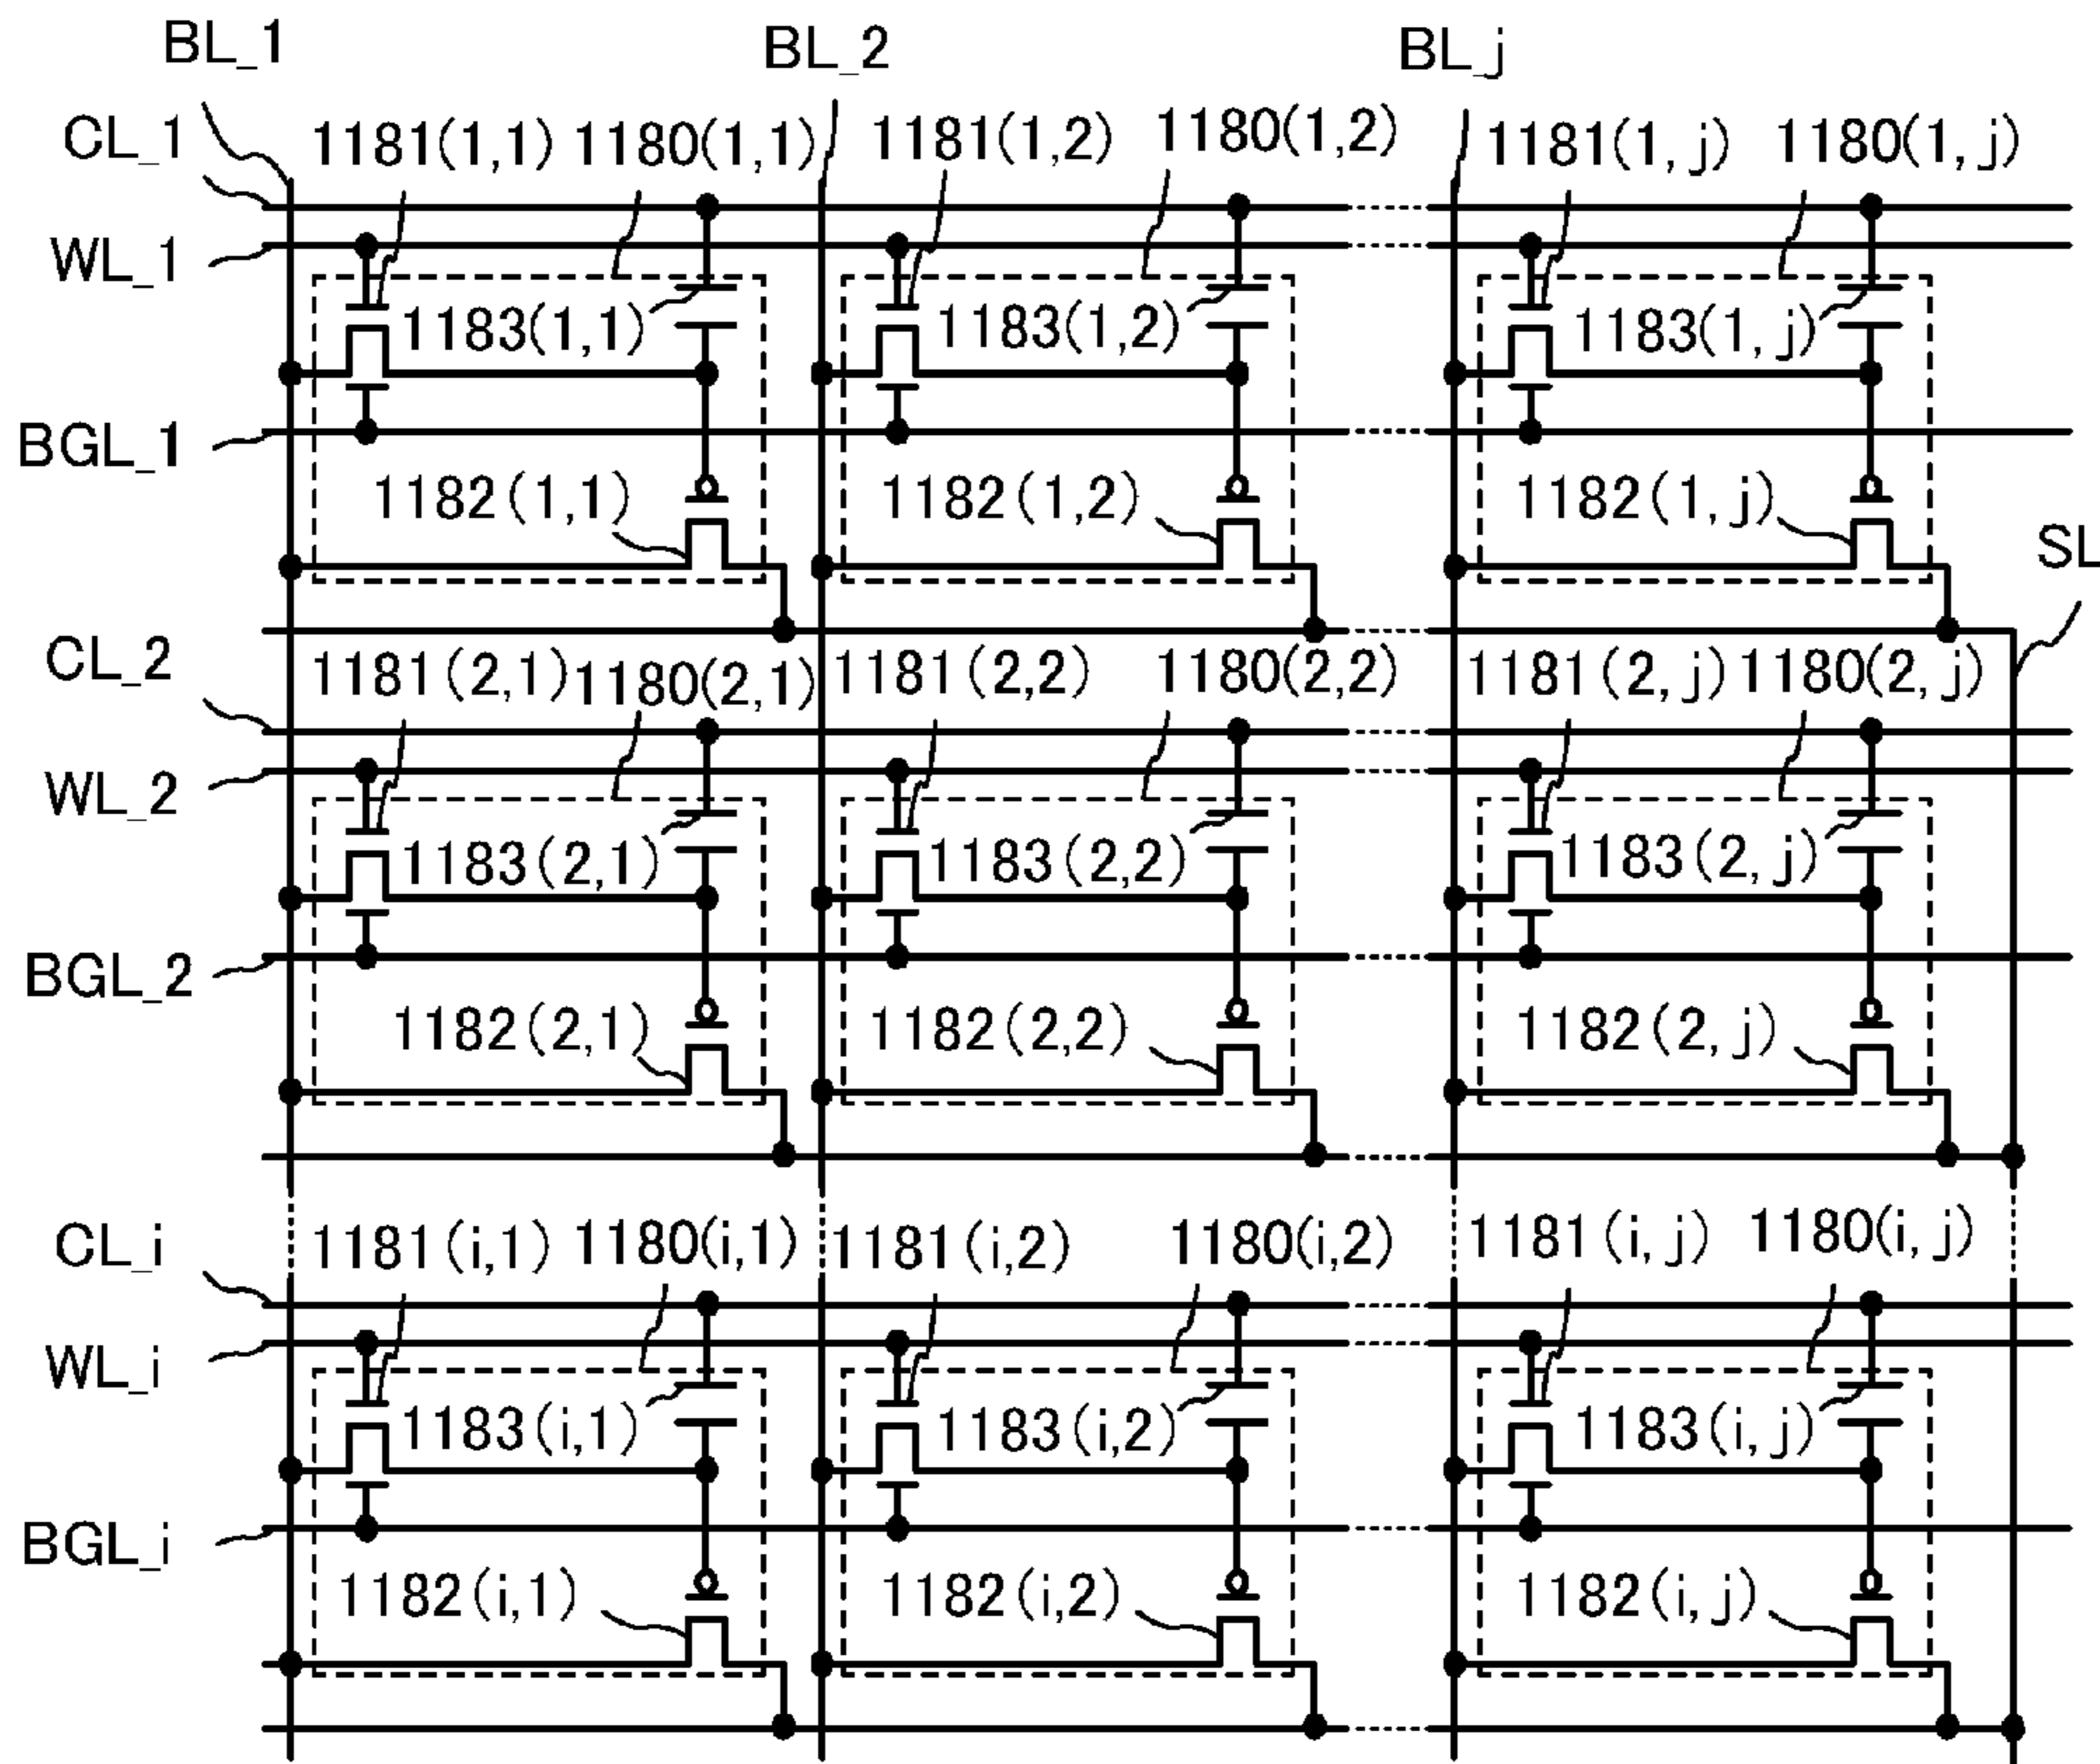 BL_1 BL_2 BL_j
CL_1 1181(1,1) 1180(1,1) 1181(1,2) 1180(1,2) 1181(1,j) 1180(1,j)
WL_1
1183(1,1) 1183(1,2) 1183(1,j)
BGL_1
1182(1,1) 1182(1,2) 1182(1,j)
SL
CL_2 1181(2,1) 1180(2,1) 1181(2,2) 1180(2,2) 1181(2,j) 1180(2,j)
WL_2
1183(2,1) 1183(2,2) 1183(2,j)
BGL_2
1182(2,1) 1182(2,2) 1182(2,j)
CL_i 1181(i,1) 1180(i,1) 1181(i,2) 1180(i,2) 1181(i,j) 1180(i,j)
WL_i
1183(i,1) 1183(i,2) 1183(i,j)
BGL_i
1182(i,1) 1182(i,2) 1182(i,j)